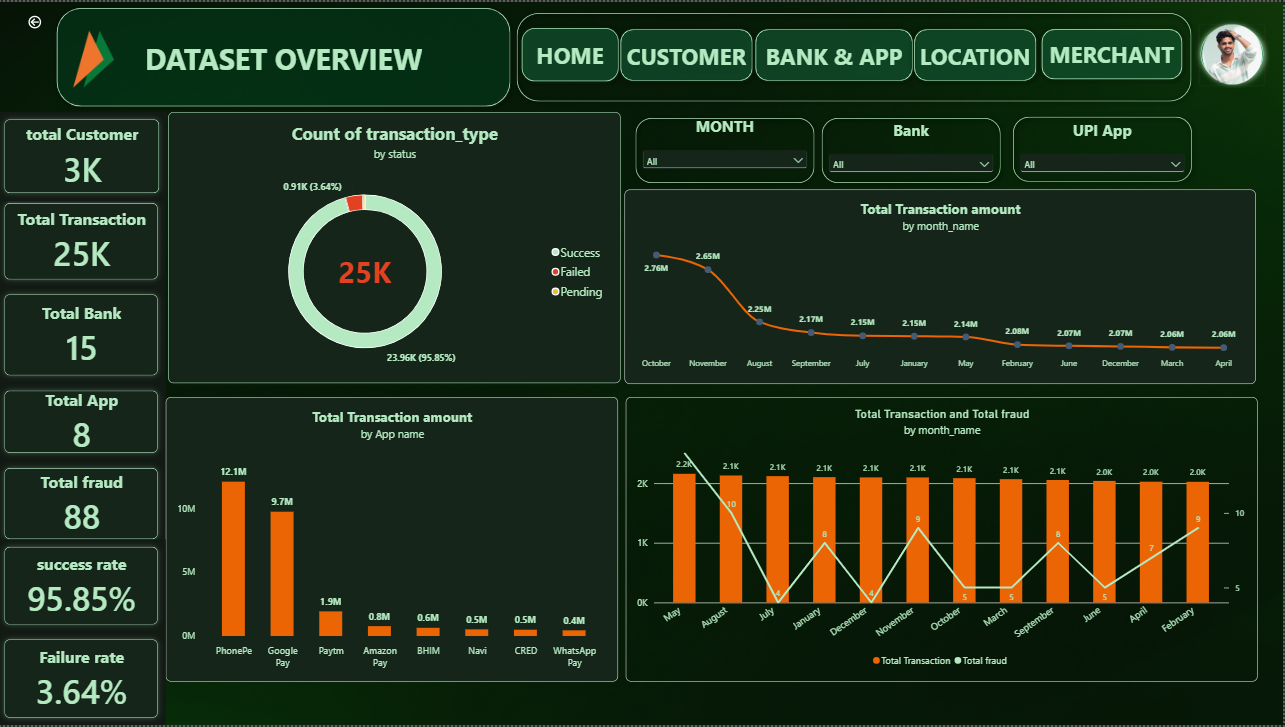 DATASET OVERVIEW
HOME
CUSTOMER
BANK & APP
LOCATION
MERCHANT
total Customer
3K
Total Transaction
25K
Total Bank
15
Total App
8
Total fraud
88
success rate
95.85%
Failure rate
3.64%
Count of transaction_type
by status
0.91K (3.64%)
25K
23.96K (95.85%)
Success
Failed
Pending
MONTH
All
Bank
All
UPI App
All
Total Transaction amount
by month_name
2.76M
2.65M
2.25M
2.17M
2.15M
2.15M
2.14M
2.08M
2.07M
2.07M
2.06M
2.06M
October
November
August
September
July
January
May
February
June
December
March
April
Total Transaction amount
by App name
10M
5M
0M
12.1M
9.7M
1.9M
0.8M
0.6M
0.5M
0.5M
0.4M
PhonePe
Google
Pay
Paytm
Amazon
Pay
BHIM
Navi
CRED
WhatsApp
Pay
Total Transaction and Total fraud
by month_name
2K
1K
0K
2.2K
2.1K
2.1K
2.1K
2.1K
2.1K
2.1K
2.1K
2.1K
2.0K
2.0K
2.0K
10
4
8
4
9
5
5
8
5
7
9
10
5
May
August
July
January
December
November
October
March
September
June
April
February
Total Transaction
Total fraud